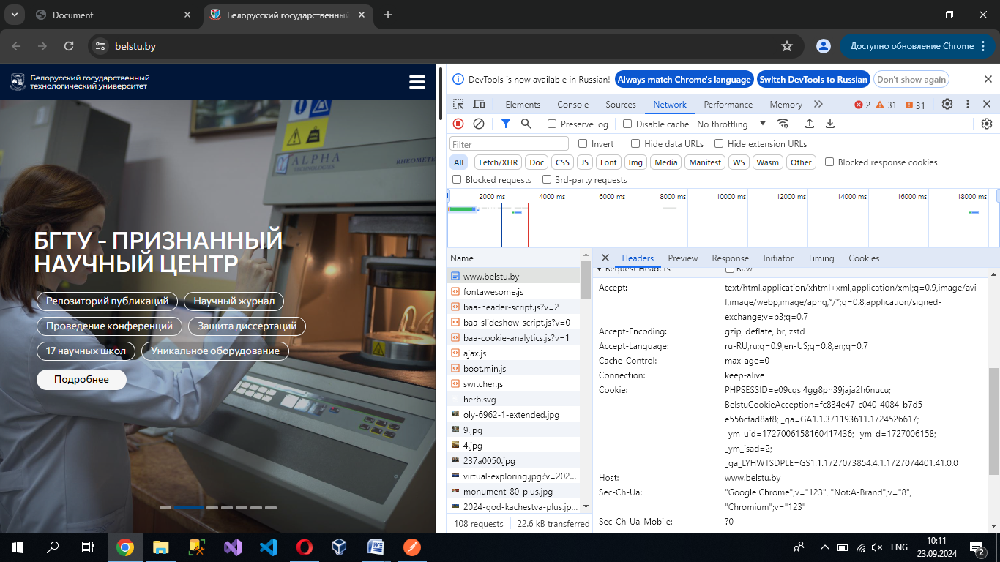 Document
Белорусский государственный
belstu.by
Доступно обновление Chrome
Белорусский государственный
технологический университет
ALPHA
TECHNOLOGIES
RHEOMETE
БГТУ - ПРИЗНАННЫЙ
НАУЧНЫЙ ЦЕНТР
Репозиторий публикаций
Научный журнал
Проведение конференций
Защита диссертаций
17 научных школ
Уникальное оборудование
Подробнее
DevTools is now available in Russian!
Always match Chrome's language
Switch DevTools to Russian
Don't show again
Elements
Console
Sources
Network
Performance
Memory
2
31
31
Preserve log
Disable cache
No throttling
Filter
Invert
Hide data URLs
Hide extension URLs
All
Fetch/XHR
Doc
CSS
JS
Font
Img
Media
Manifest
WS
Wasm
Other
Blocked response cookies
Blocked requests
3rd-party requests
2000 ms
4000 ms
6000 ms
8000 ms
10000 ms
12000 ms
14000 ms
16000 ms
18000 ms
Name
www.belstu.by
fontawesome.js
baa-header-script.js?v=2
baa-slideshow-script.js?v=0
baa-cookie-analytics.js?v=1
ajax.js
boot.min.js
switcher.js
herb.svg
oly-6962-1-extended.jpg
9.jpg
4.jpg
237a0050.jpg
virtual-exploring.jpg?v=202...
monument-80-plus.jpg
2024-god-kachestva-plus.jp...
108 requests
22.6 kB transferred
Headers
Preview
Response
Initiator
Timing
Cookies
Request Headers
Raw
Accept:
text/html,application/xhtml+xml,application/xml;q=0.9,image/avi
f,image/webp,image/apng,*/*;q=0.8,application/signed-
exchange;v=b3;q=0.7
Accept-Encoding:
gzip, deflate, br, zstd
Accept-Language:
ru-RU,ru;q=0.9,en-US;q=0.8,en;q=0.7
Cache-Control:
max-age=0
Connection:
keep-alive
Cookie:
PHPSESSID=e09cqsl4gg8pn39jaja2h6nucu;
BelstuCookieAcception=fc834e47-c040-4084-b7d5-
e556cfad8af8; _ga=GA1.1.371193611.1724526617;
_ym_uid=1727006158160417436; _ym_d=1727006158;
_ym_isad=2;
_ga_LYHWTSDPLE=GS1.1.1727073854.4.1.1727074401.41.0.0
Host:
www.belstu.by
Sec-Ch-Ua:
"Google Chrome";v="123", "Not:A-Brand";v="8",
"Chromium";v="123"
Sec-Ch-Ua-Mobile:
?0
ENG
10:11
23.09.2024
2